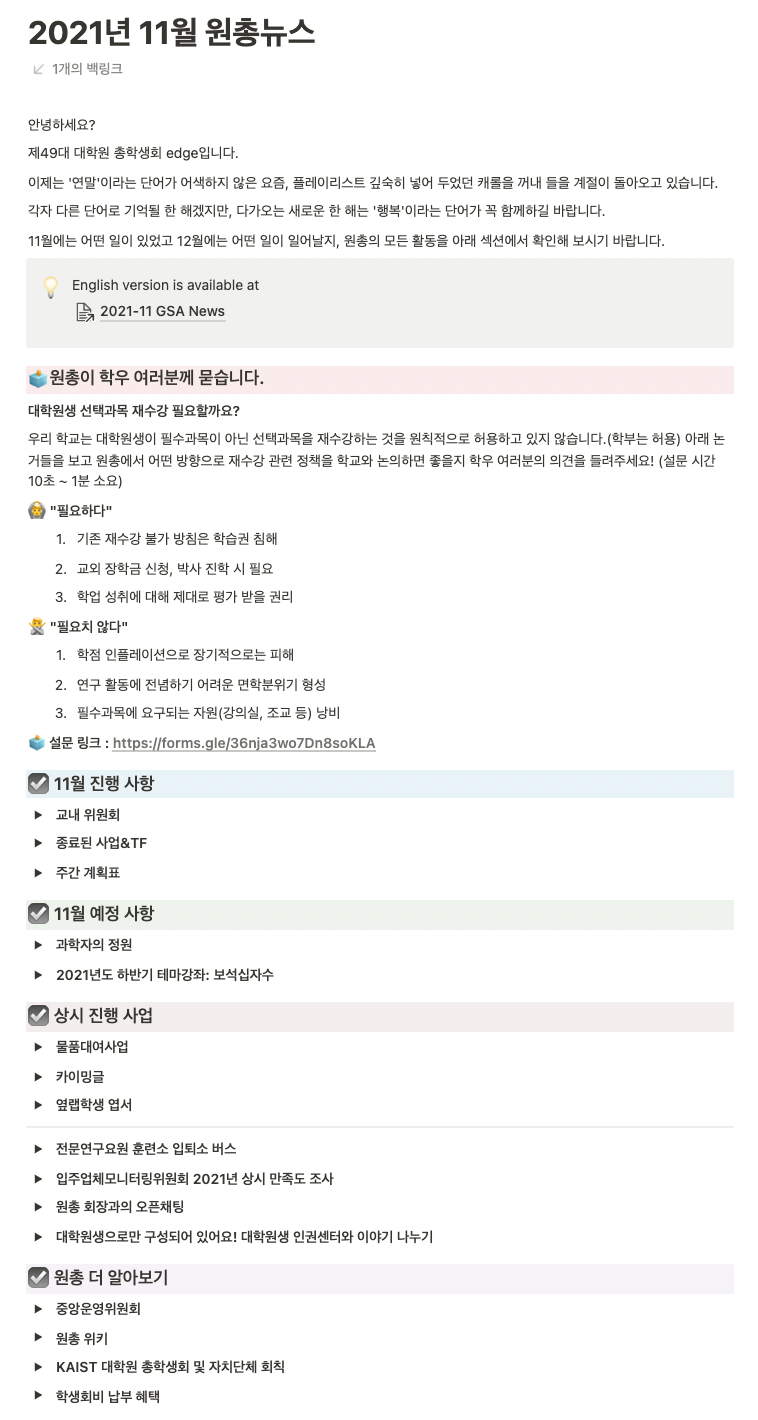 2021년 11월 원총뉴스
1개의 백링크
안녕하세요?
제49대 대학원 총학생회 edge입니다.
이제는 '연말'이라는 단어가 어색하지 않은 요즘, 플레이리스트 깊숙히 넣어 두었던 캐롤을 꺼내 들을 계절이 돌아오고 있습니다.
각자 다른 단어로 기억될 한 해겠지만, 다가오는 새로운 한 해는 '행복'이라는 단어가 꼭 함께하길 바랍니다.
11월에는 어떤 일이 있었고 12월에는 어떤 일이 일어날지, 원총의 모든 활동을 아래 섹션에서 확인해 보시기 바랍니다.
English version is available at
2021-11 GSA News
원총이 학우 여러분께 묻습니다.
대학원생 선택과목 재수강 필요할까요?
우리 학교는 대학원생이 필수과목이 아닌 선택과목을 재수강하는 것을 원칙적으로 허용하고 있지 않습니다.(학부는 허용) 아래 논
거들을 보고 원총에서 어떤 방향으로 재수강 관련 정책을 학교와 논의하면 좋을지 학우 여러분의 의견을 들려주세요! (설문 시간
10초 ~ 1분 소요)
"필요하다"
1. 기존 재수강 불가 방침은 학습권 침해
2. 교외 장학금 신청, 박사 진학 시 필요
3. 학업 성취에 대해 제대로 평가 받을 권리
"필요치 않다"
1. 학점 인플레이션으로 장기적으로는 피해
2. 연구 활동에 전념하기 어려운 면학분위기 형성
3. 필수과목에 요구되는 자원(강의실, 조교 등) 낭비
설문 링크 : https://forms.gle/36nja3wo7Dn8soKLA
11월 진행 사항
교내 위원회
종료된 사업&TF
주간 계획표
11월 예정 사항
과학자의 정원
2021년도 하반기 테마강좌: 보석십자수
상시 진행 사업
물품대여사업
카이밍글
옆랩학생 엽서
전문연구요원 훈련소 입퇴소 버스
입주업체모니터링위원회 2021년 상시 만족도 조사
원총 회장과의 오픈채팅
대학원생으로만 구성되어 있어요! 대학원생 인권센터와 이야기 나누기
원총 더 알아보기
중앙운영위원회
원총 위키
KAIST 대학원 총학생회 및 자치단체 회칙
학생회비 납부 혜택